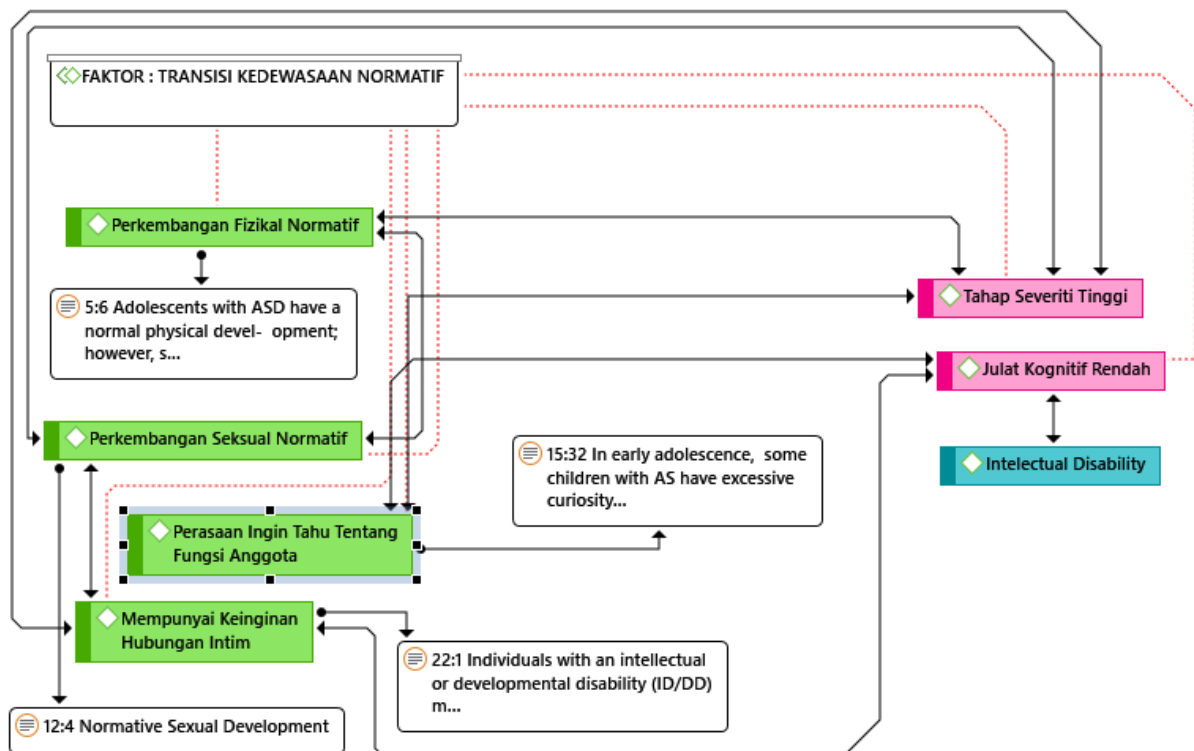 FAKTOR : TRANSISI KEDEWASAAN NORMATIF
Perkembangan Fizikal Normatif
5:6 Adolescents with ASD have a
normal physical devel- opment;
however, s...
Tahap Severiti Tinggi
Julat Kognitif Rendah
Perkembangan Seksual Normatif
15:32 In early adolescence, some
children with AS have excessive
curiosity...
Intelectual Disability
Perasaan Ingin Tahu Tentang
Fungsi Anggota
Mempunyai Keinginan
Hubungan Intim
22:1 Individuals with an intellectual
or developmental disability (ID/DD)
m...
12:4 Normative Sexual Development